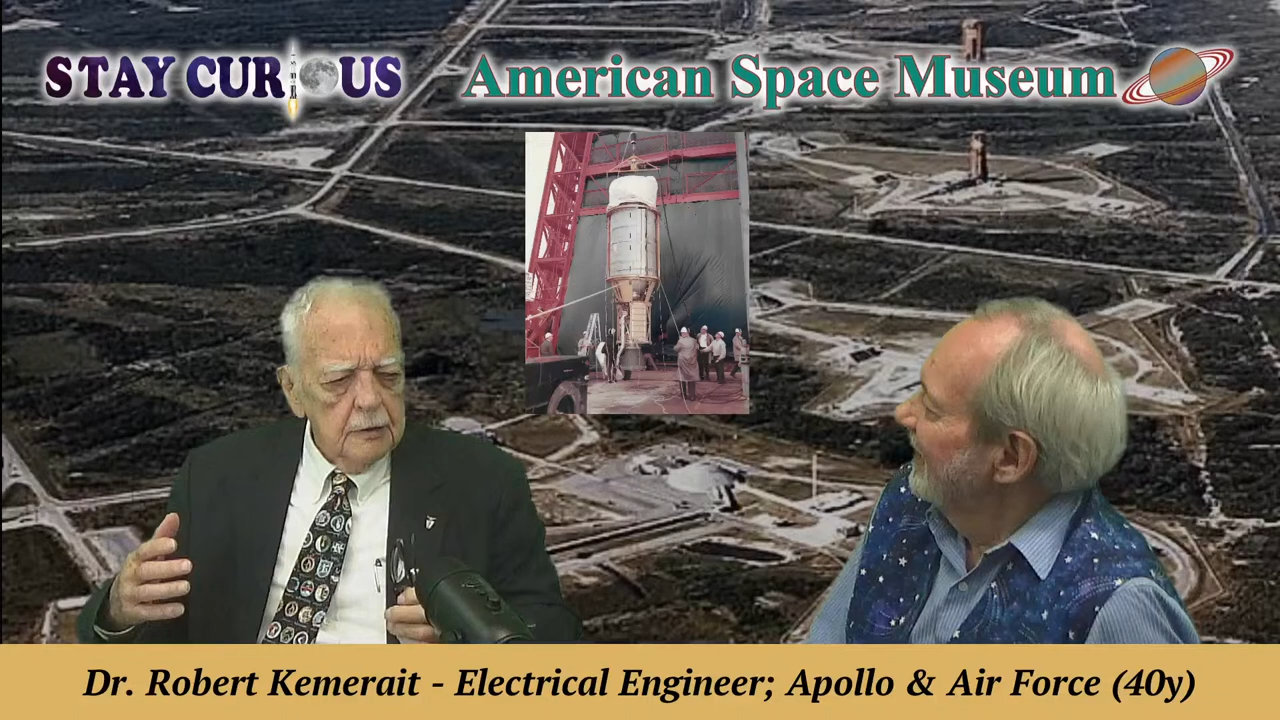 STAY CURIOUS
American Space Museum
Dr. Robert Kemerait - Electrical Engineer; Apollo & Air Force (40y)